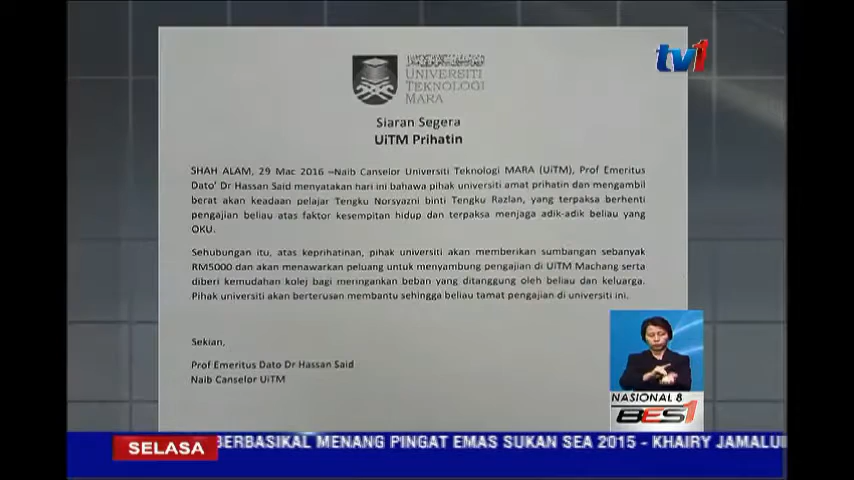 tv1
UNIVERSITI
TEKNOLOGI
MARA
Siaran Segera
UiTM Prihatin
SHAH ALAM, 29 Mac 2016 –Naib Canselor Universiti Teknologi MARA (UiTM), Prof Emeritus
Dato' Dr Hassan Said menyatakan hari ini bahawa pihak universiti amat prihatin dan mengambil
berat akan keadaan pelajar Tengku Norsyazni binti Tengku Razlan, yang terpaksa berhenti
pengajian beliau atas faktor kesempitan hidup dan terpaksa menjaga adik-adik beliau yang
OKU.
Sehubungan itu, atas keprihatinan, pihak universiti akan memberikan sumbangan sebanyak
RM5000 dan akan menawarkan peluang untuk menyambung pengajian di UiTM Machang serta
diberi kemudahan kolej bagi meringankan beban yang ditanggung oleh beliau dan keluarga.
Pihak universiti akan berterusan membantu sehingga beliau tamat pengajian di universiti ini.
Sekian,
Prof Emeritus Dato Dr Hassan Said
Naib Canselor UiTM
NASIONAL 8
BES1
SELASA BERBASIKAL MENANG PINGAT EMAS SUKAN SEA 2015 - KHAIRY JAMALU